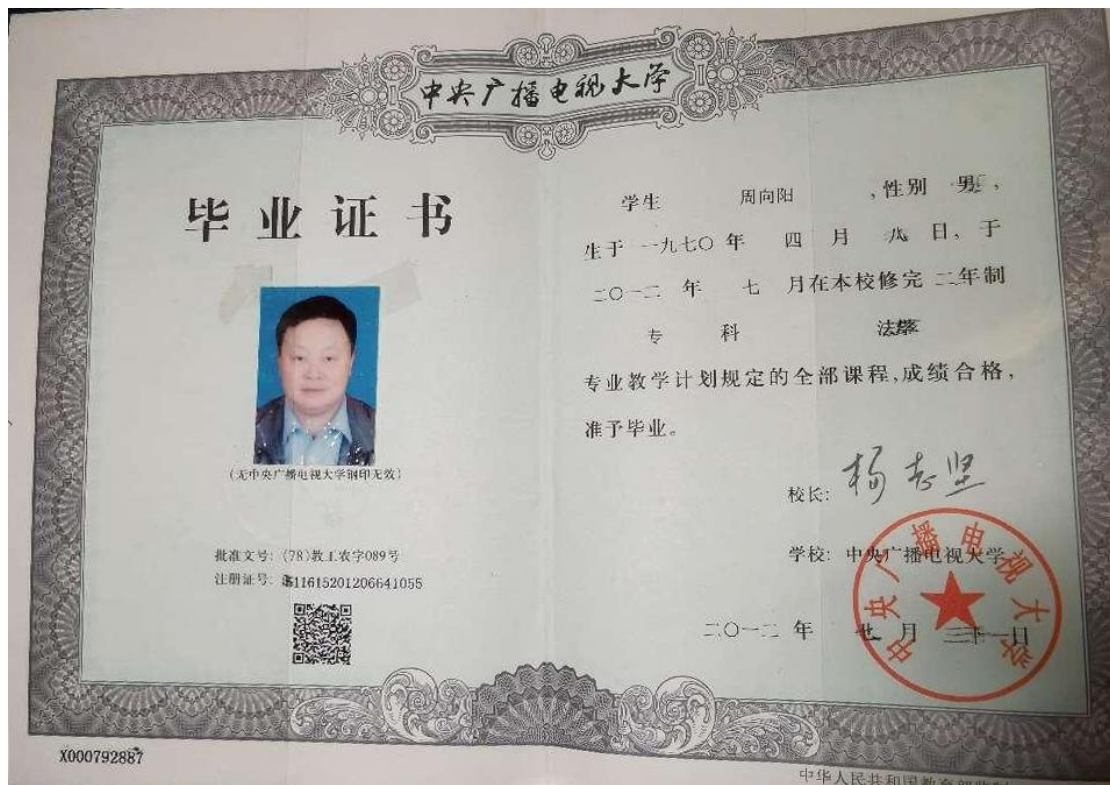 中央广播电视大学
毕业证书
(无中央广播电视大学钢印无效)
批准文号: (78)教工农字089号
注册证号: 511615201206641055
X000792887
学生 周向阳 ,性别 男,
生于 一九七〇 年 四 月 日, 于
二〇一二 年 七 月在本校修完 二年制
专 科 法
专业教学计划规定的全部课程,成绩合格,
准予毕业。
校长: 杨志坚
学校: 中央广播电视大学
中央广播电视大学
二〇一二 年 七 月 三十一日
中华人民共和国教育部监制